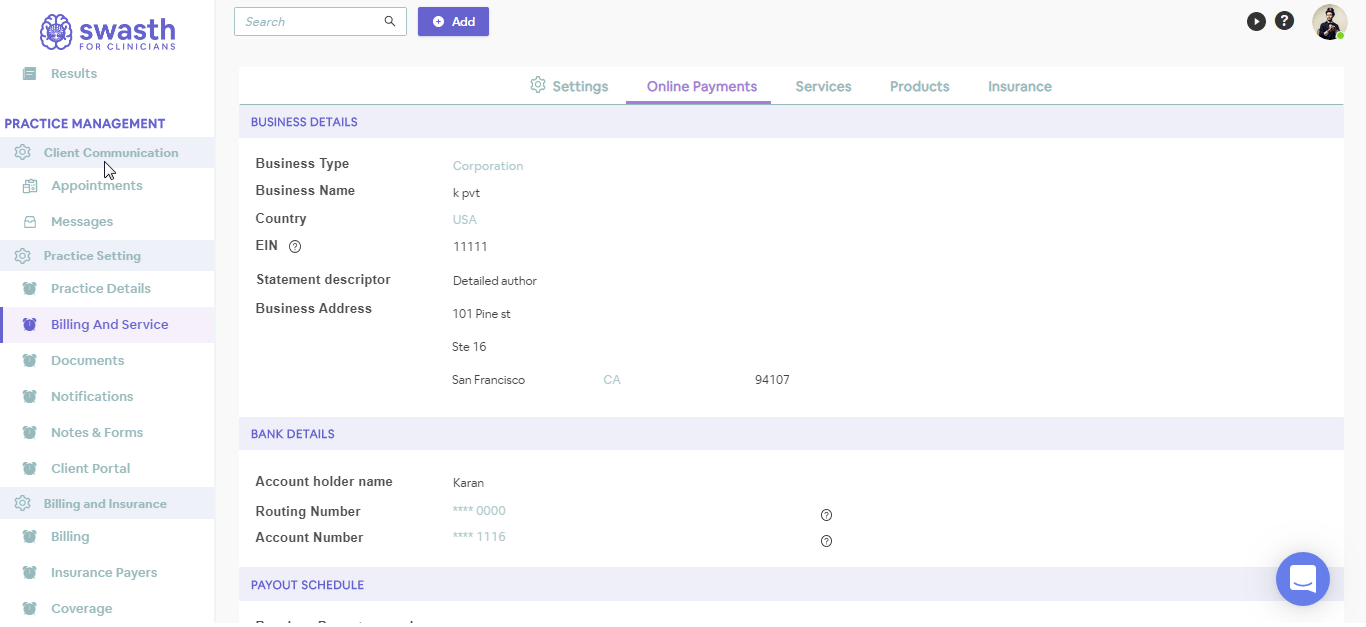 swasth
FOR CLINICIANS
Results
PRACTICE MANAGEMENT
Client Communication
Appointments
Messages
Practice Setting
Practice Details
Billing And Service
Documents
Notifications
Notes & Forms
Client Portal
Billing and Insurance
Billing
Insurance Payers
Coverage
Search
Add
Settings Online Payments Services Products Insurance
BUSINESS DETAILS
Business Type Corporation
Business Name k pvt
Country USA
EIN 11111
Statement descriptor Detailed author
Business Address 101 Pine st
Ste 16
San Francisco CA 94107
BANK DETAILS
Account holder name Karan
Routing Number **** 0000
Account Number **** 1116
PAYOUT SCHEDULE